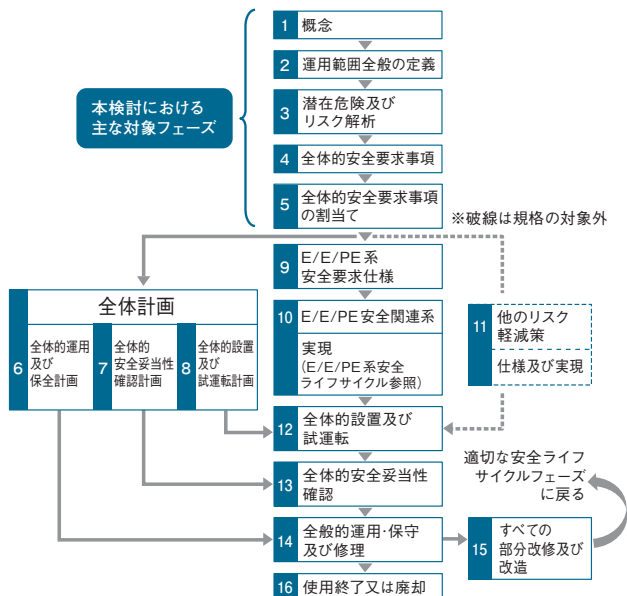 1 概念
2 運用範囲全般の定義
本検討における
主な対象フェーズ
3 潜在危険及び
リスク解析
4 全体的安全要求事項
5 全体的安全要求事項
の割当て
※破線は規格の対象外
9 E/E/PE系
安全要求仕様
全体計画
6 全体的運用
及び
保全計画
7 全体的
安全妥当性
確認計画
8 全体的設置
及び
試運転計画
10 E/E/PE安全関連系
実現
(E/E/PE系安全
ライフサイクル参照)
11 他のリスク
軽減策
仕様及び実現
12 全体的設置及び
試運転
13 全体的安全妥当性
確認
適切な安全ライフ
サイクルフェーズ
に戻る
14 全般的運用・保守
及び修理
15 すべての
部分改修及び
改造
16 使用終了又は廃却